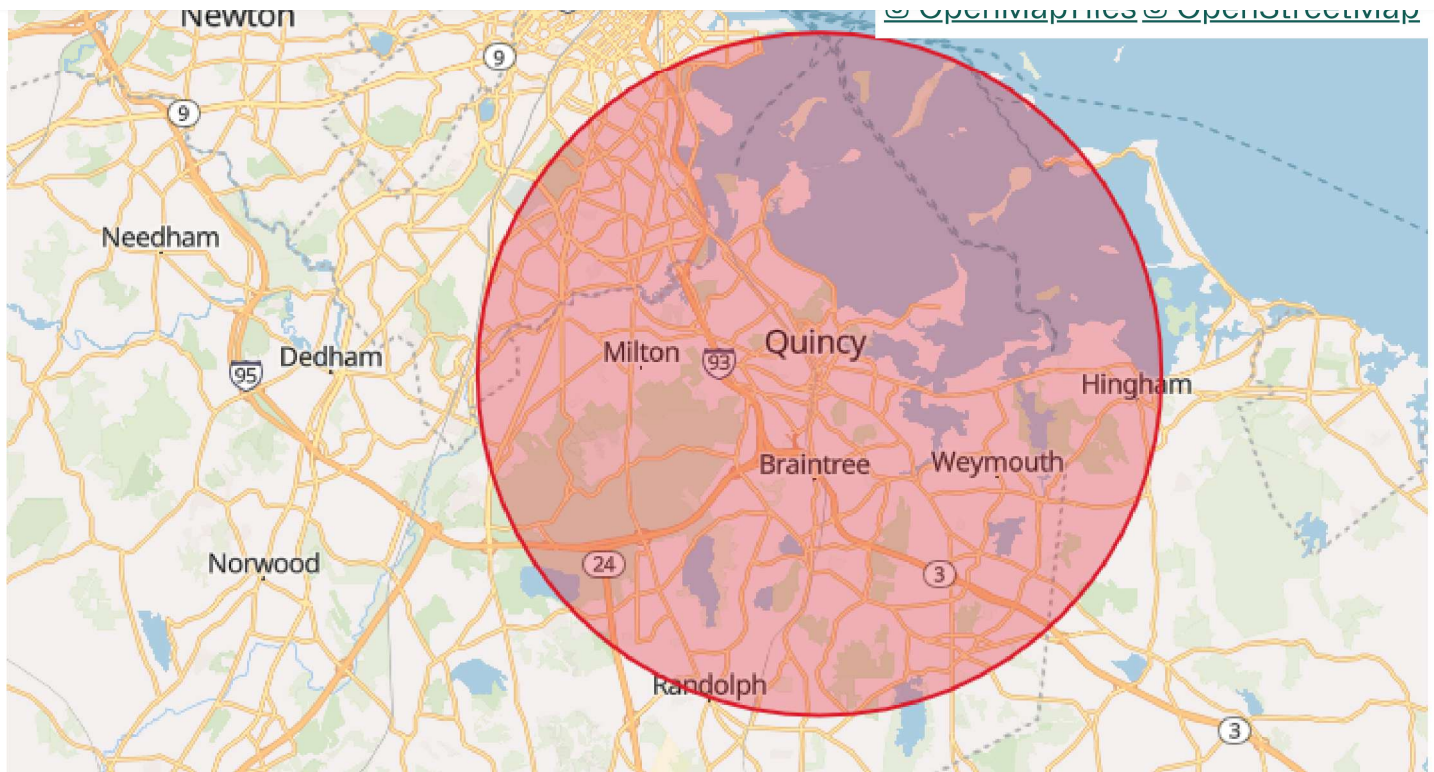 © OpenMapTiles © OpenStreetMap
Newton
9
9
Needham
Quincy
Milton
93
Dedham
95
Hingham
Braintree
Weymouth
Norwood
24
3
Randolph
3